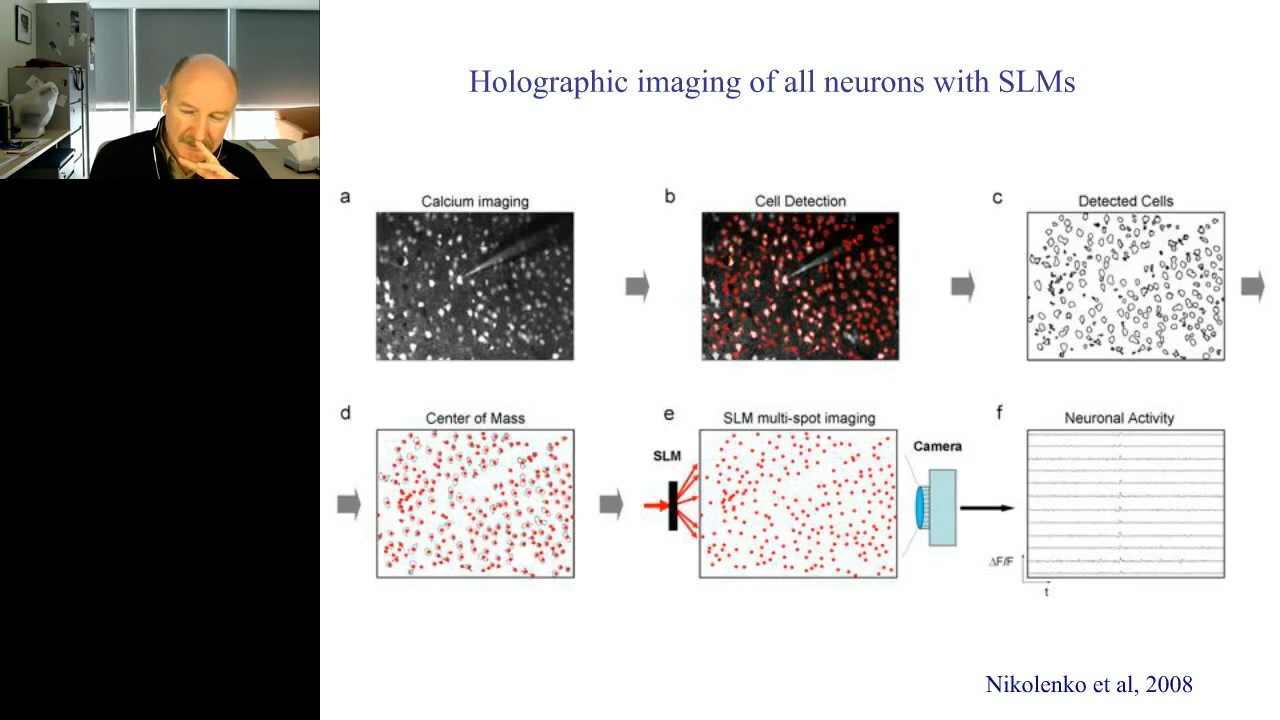 Holographic imaging of all neurons with SLMs
a
Calcium imaging
b
Cell Detection
c
Detected Cells
d
Center of Mass
e
SLM multi-spot imaging
SLM
Camera
f
Neuronal Activity
ΔF/F
t
Nikolenko et al, 2008